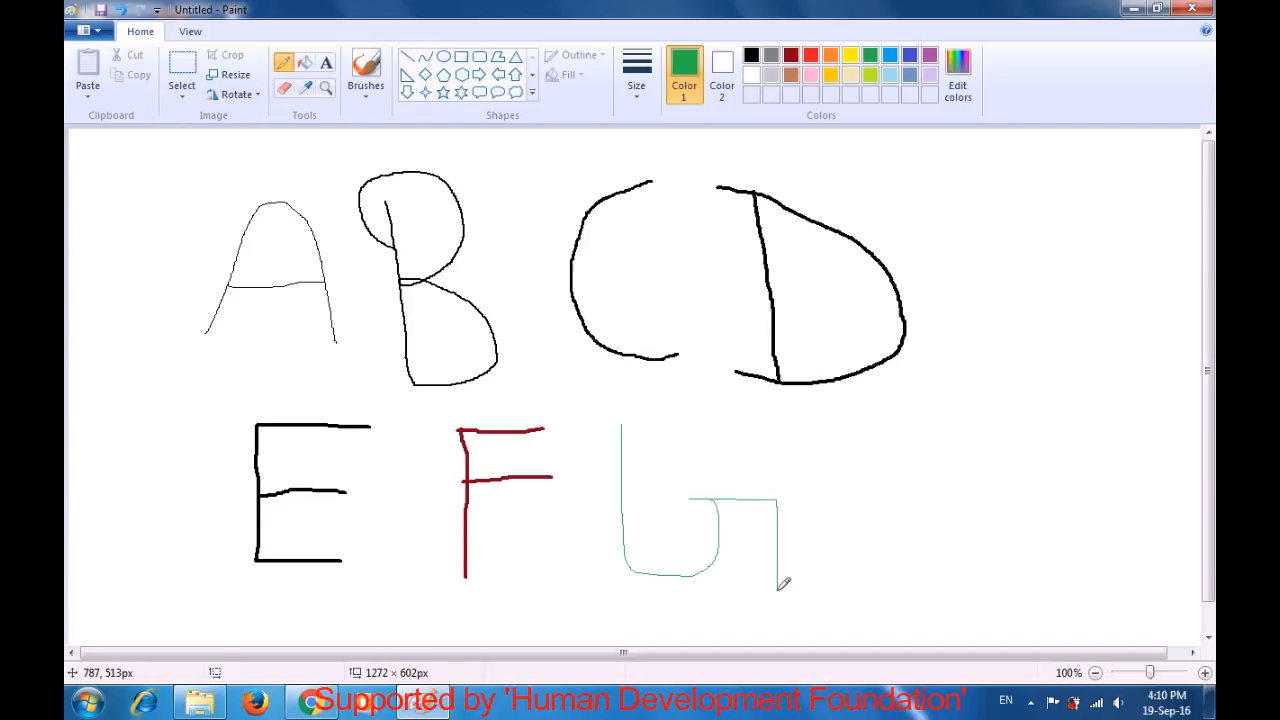 Untitled - Paint
Home View
Paste Cut Copy Clipboard
Select Crop Resize Rotate Image
Tools
Brushes
Shapes
Outline Fill
Size
Color 1
Color 2
Edit colors
Colors
A B C D
E F G
787, 513px 1272 × 602px 100%
Supported by 'Human Development Foundation'
EN 4:10 PM
19-Sep-16